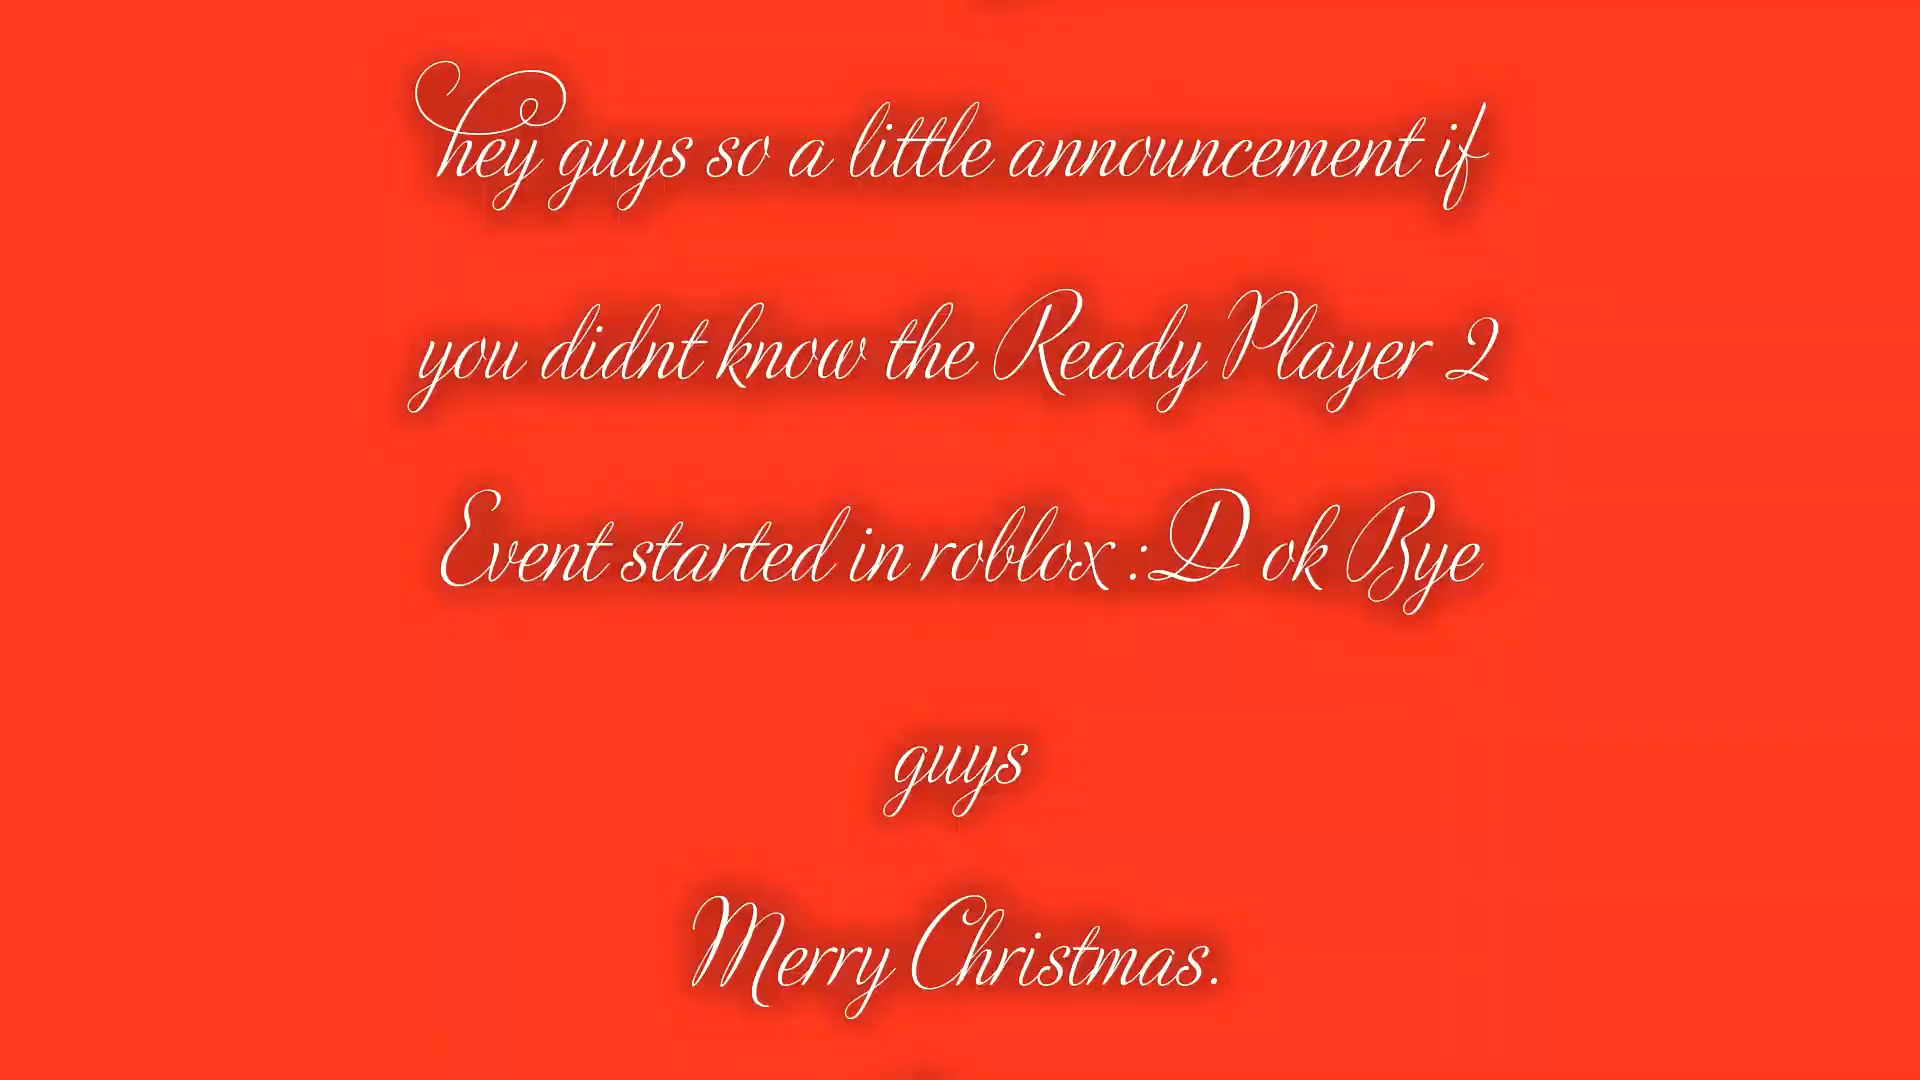 hey guys so a little announcement if
you didnt know the Ready Player 2
Event started in roblox :D ok Bye
guys
Merry Christmas.